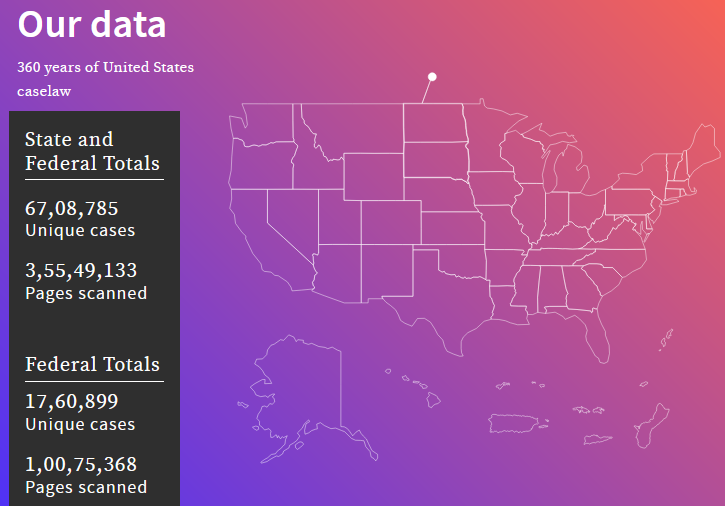 Our data
360 years of United States
caselaw
State and
Federal Totals
67,08,785
Unique cases
3,55,49,133
Pages scanned
Federal Totals
17,60,899
Unique cases
1,00,75,368
Pages scanned